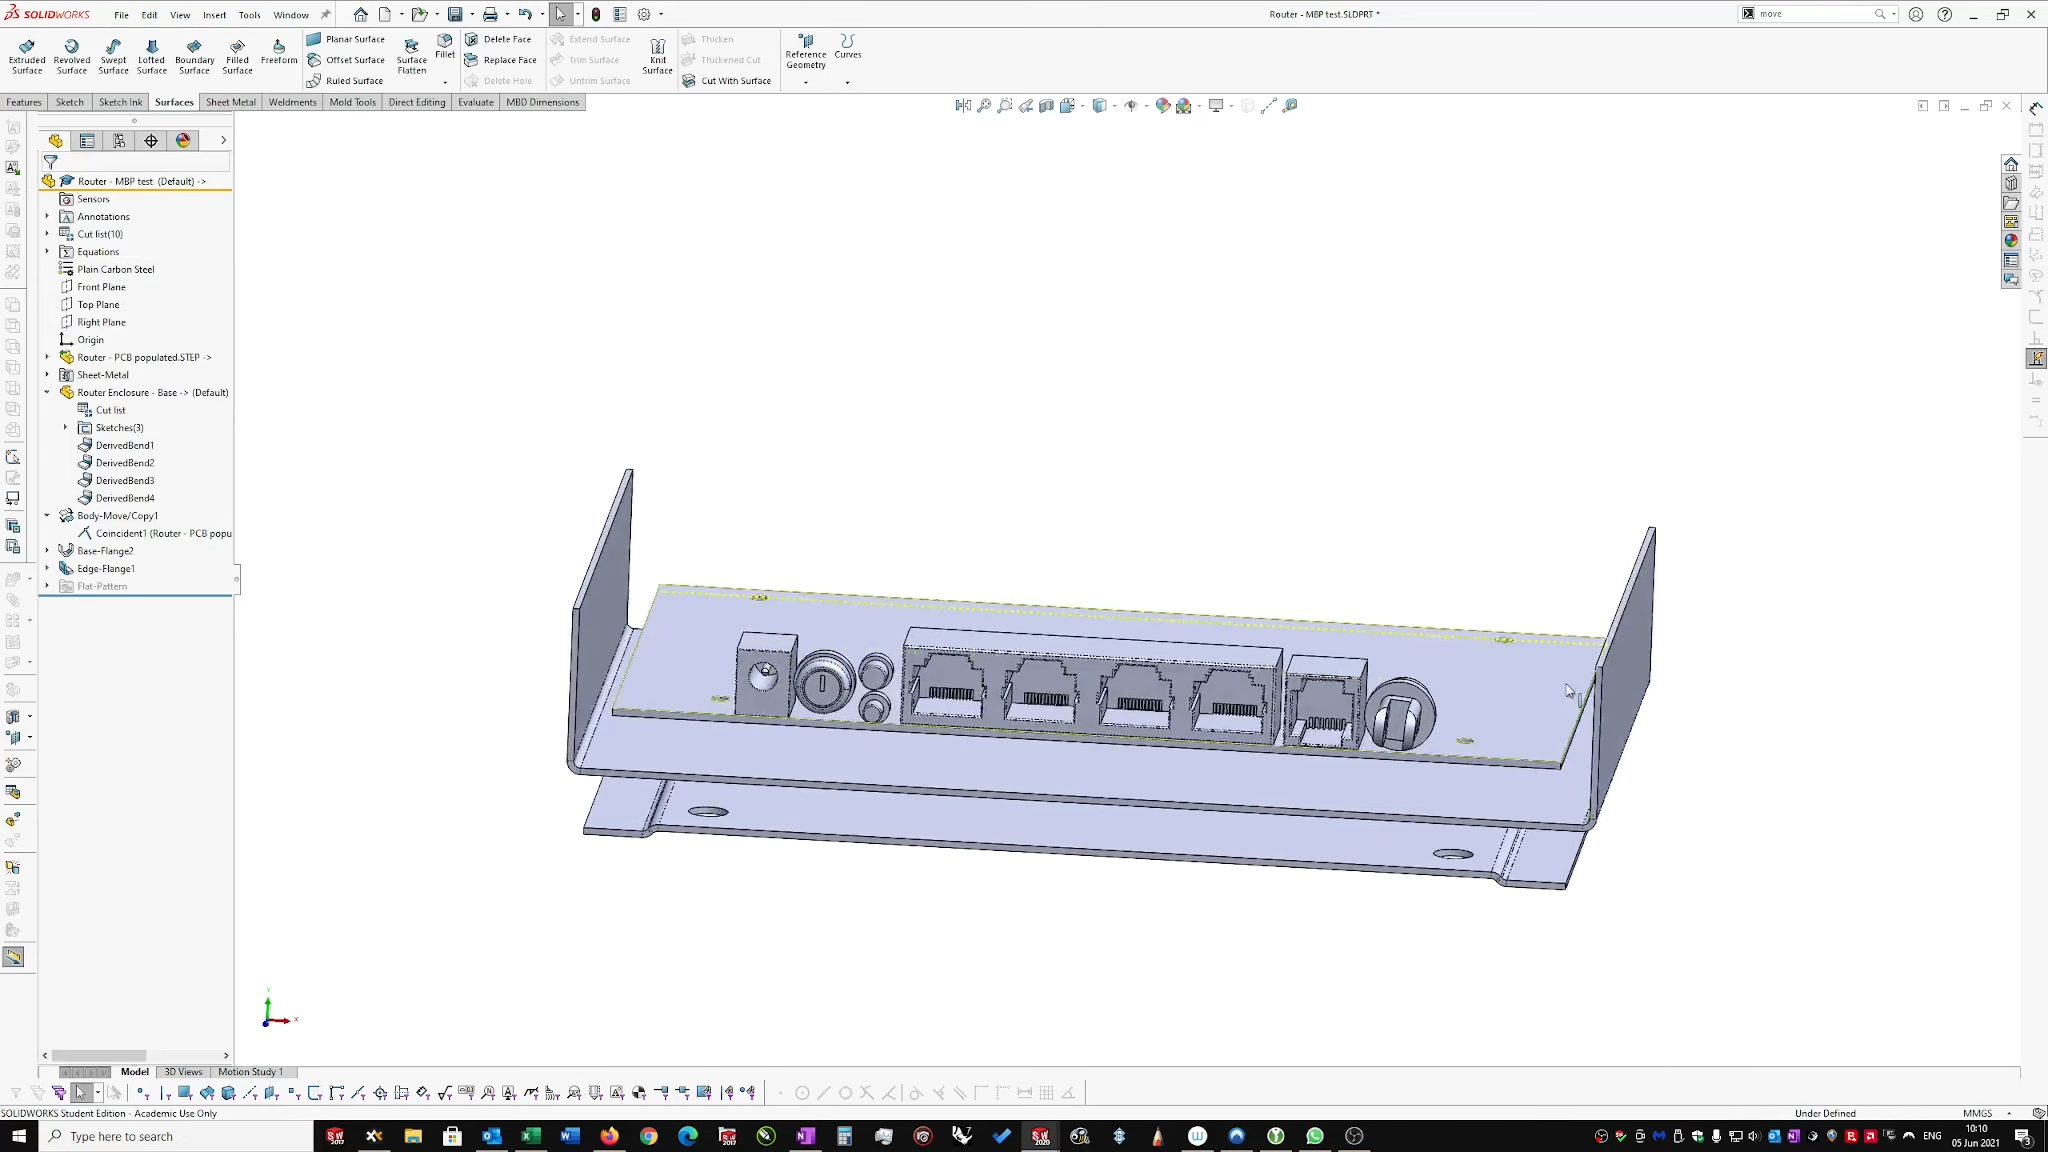 SOLIDWORKS File Edit View Insert Tools Window Router - MBP test.SLDPRT * move
Extruded Surface Revolved Surface Swept Surface Lofted Surface Boundary Surface Filled Surface Freeform Planar Surface Offset Surface Ruled Surface Surface Flatten Fillet Delete Face Replace Face Delete Hole Extend Surface Trim Surface Untrim Surface Knit Surface Thicken Thickened Cut Cut With Surface Reference Geometry Curves
Features Sketch Sketch Ink Surfaces Sheet Metal Weldments Mold Tools Direct Editing Evaluate MBD Dimensions
Router - MBP test (Default) ->
Sensors
Annotations
Cut list(10)
Equations
Plain Carbon Steel
Front Plane
Top Plane
Right Plane
Origin
Router - PCB populated.STEP ->
Sheet-Metal
Router Enclosure - Base -> (Default)
Cut list
Sketches(3)
DerivedBend1
DerivedBend2
DerivedBend3
DerivedBend4
Body-Move/Copy1
Coincident1 (Router - PCB popu
Base-Flange2
Edge-Flange1
Flat-Pattern
Y
X
Model 3D Views Motion Study 1
SOLIDWORKS Student Edition - Academic Use Only Under Defined MMGS
Type here to search ENG 10:10
05 Jun 2021